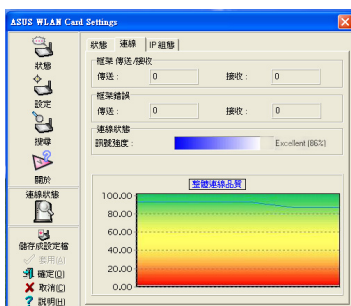 ASUS WLAN Card Settings
狀態 連線 IP 組態
狀態
設定
搜尋
關於
連線狀態
儲存成設定檔
套用(A)
確定(O)
取消(C)
說明(H)
框架 傳送/接收
傳送: 0 接收: 0
框架錯誤
傳送: 0 接收: 0
連線狀態
訊號強度: Excellent (86%)
整體連線品質
100.00
80.00
60.00
40.00
20.00
0.00